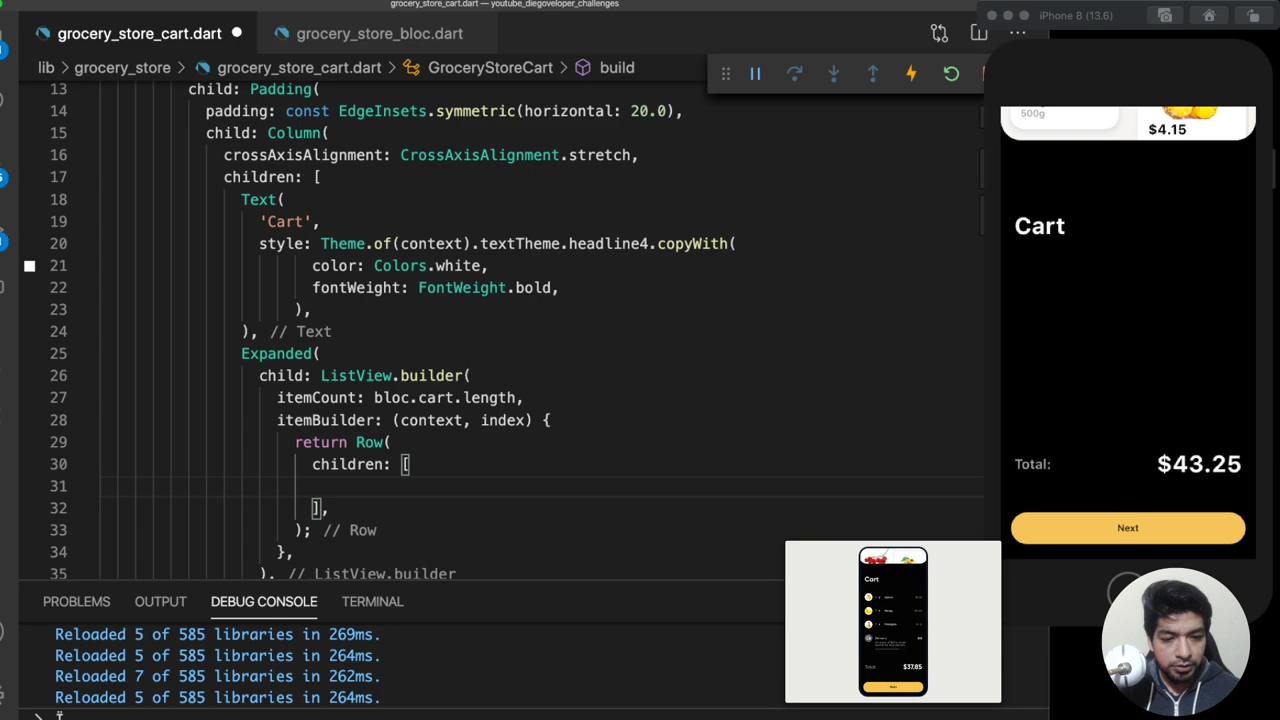 grocery_store_cart.dart — youtube_diegoveloper_challenges
grocery_store_cart.dart
grocery_store_bloc.dart
iPhone 8 (13.6)
lib > grocery_store > grocery_store_cart.dart > GroceryStoreCart > build
13 child: Padding(
14 padding: const EdgeInsets.symmetric(horizontal: 20.0),
15 child: Column(
16 crossAxisAlignment: CrossAxisAlignment.stretch,
17 children: [
18 Text(
19 'Cart',
20 style: Theme.of(context).textTheme.headline4.copyWith(
21 color: Colors.white,
22 fontWeight: FontWeight.bold,
23 ),
24 ), // Text
25 Expanded(
26 child: ListView.builder(
27 itemCount: bloc.cart.length,
28 itemBuilder: (context, index) {
29 return Row(
30 children: [
31
32 ],
33 ); // Row
34 },
35 ), // ListView.builder
PROBLEMS OUTPUT DEBUG CONSOLE TERMINAL
Reloaded 5 of 585 libraries in 269ms.
Reloaded 5 of 585 libraries in 264ms.
Reloaded 7 of 585 libraries in 262ms.
Reloaded 5 of 585 libraries in 264ms.
500g
$4.15
Cart
Total: $43.25
Next
Cart
Delivery
Total: $37.85
Next